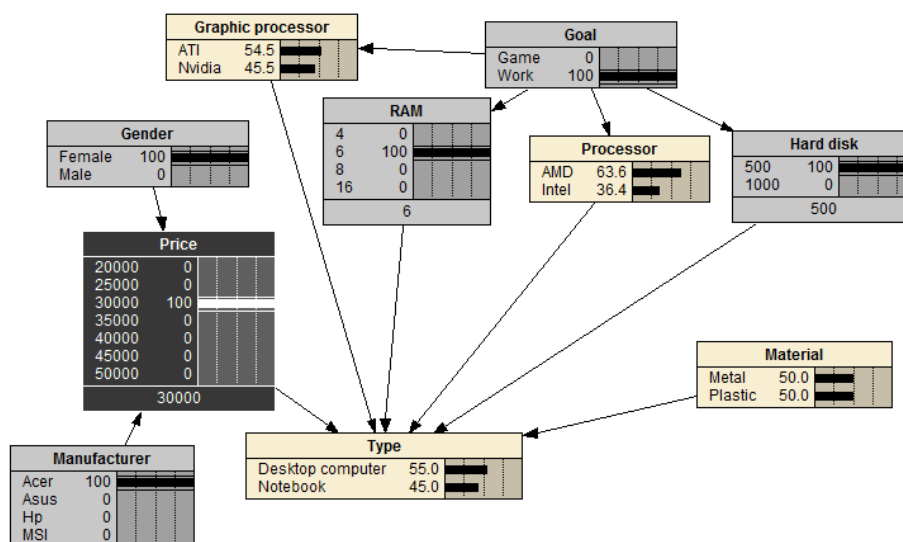 Graphic processor
ATI 54.5
Nvidia 45.5
Goal
Game 0
Work 100
RAM
4 0
6 100
8 0
16 0
6
Gender
Female 100
Male 0
Processor
AMD 63.6
Intel 36.4
Hard disk
500 100
1000 0
500
Price
20000 0
25000 0
30000 100
35000 0
40000 0
45000 0
50000 0
30000
Material
Metal 50.0
Plastic 50.0
Type
Desktop computer 55.0
Notebook 45.0
Manufacturer
Acer 100
Asus 0
Hp 0
MSI 0